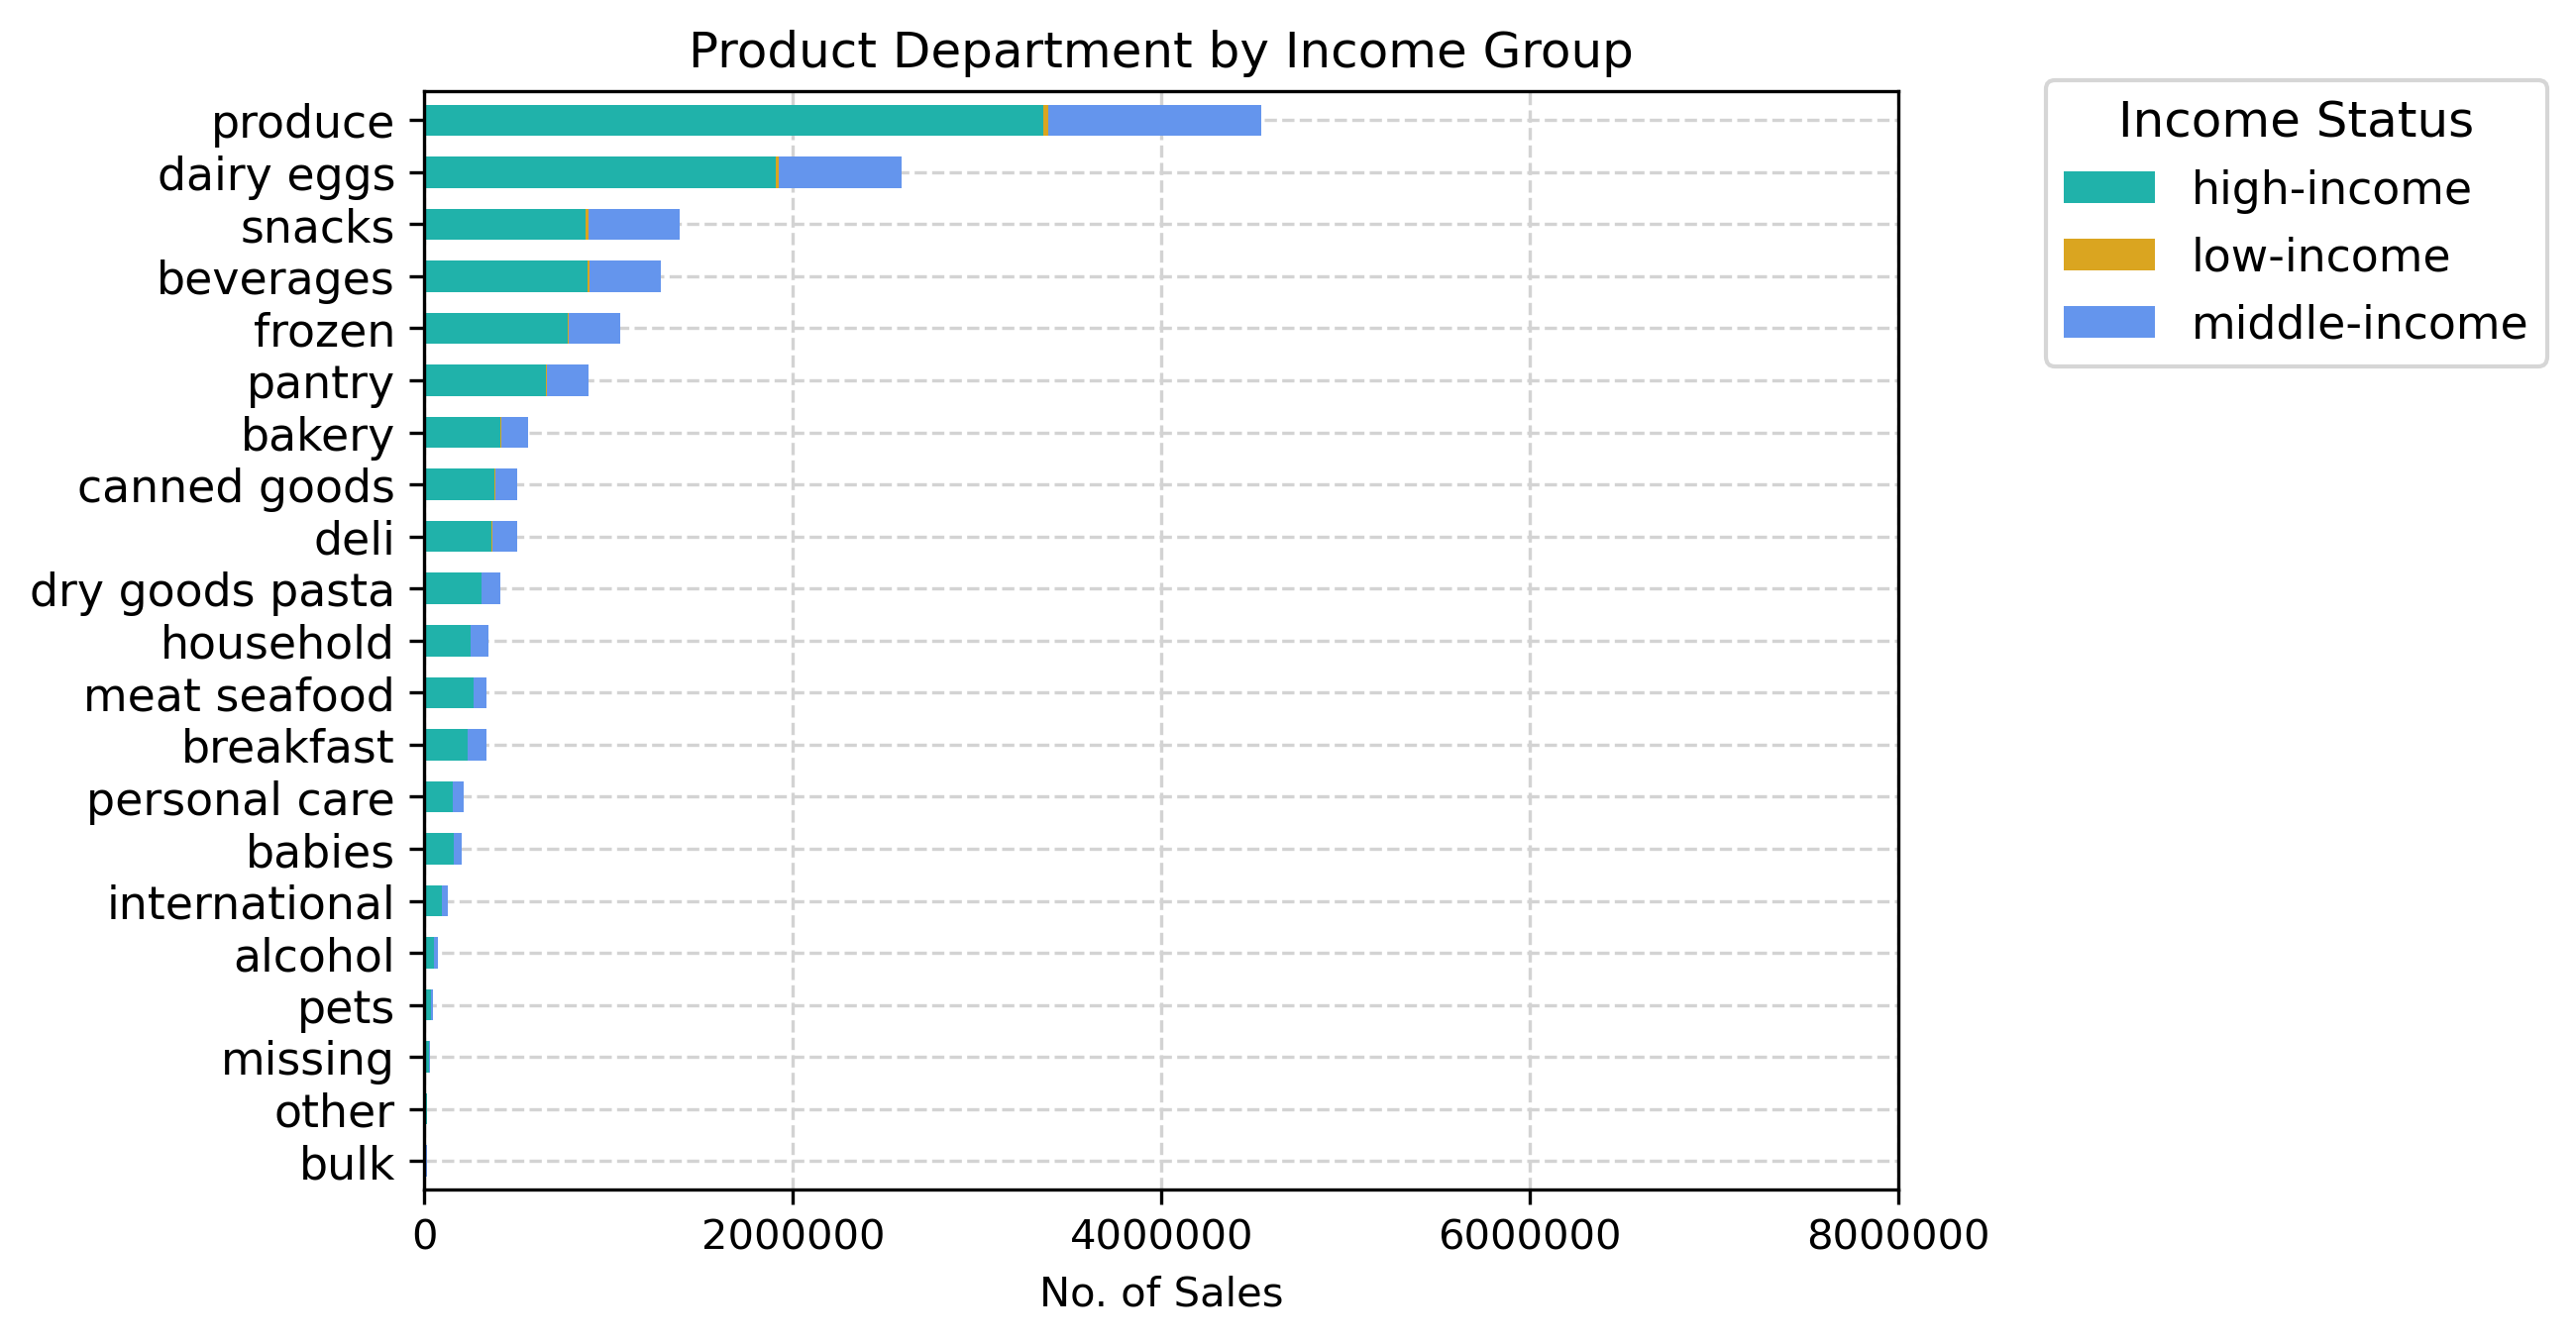 Product Department by Income Group
produce
dairy eggs
snacks
beverages
frozen
pantry
bakery
canned goods
deli
dry goods pasta
household
meat seafood
breakfast
personal care
babies
international
alcohol
pets
missing
other
bulk
0 2000000 4000000 6000000 8000000
No. of Sales
Income Status
high-income
low-income
middle-income